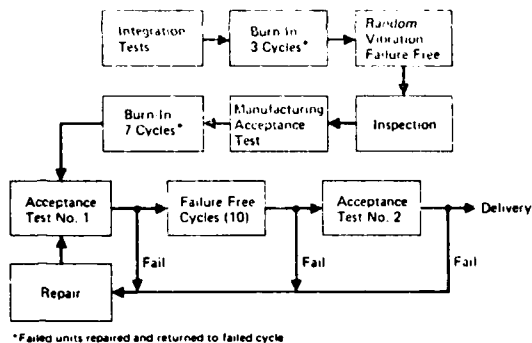 Integration
Tests
Burn-In
3 Cycles*
Random
Vibration
Failure Free
Burn-In
7 Cycles*
Manufacturing
Acceptance
Test
Inspection
Acceptance
Test No. 1
Failure Free
Cycles (10)
Acceptance
Test No. 2
Delivery
Fail
Fail
Fail
Repair
*Failed units repaired and returned to failed cycle